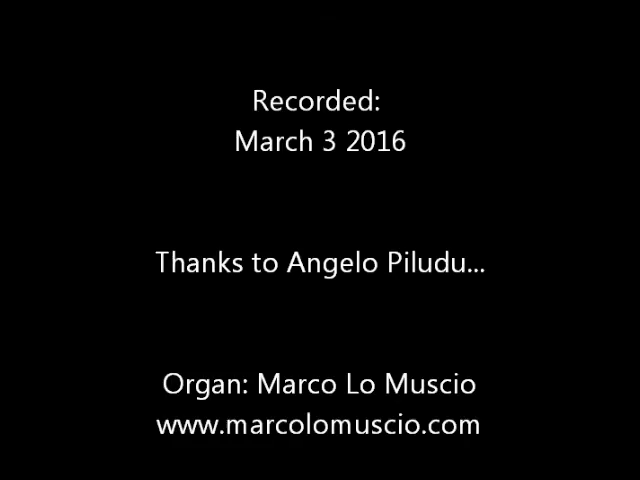 Recorded:
March 3 2016
Thanks to Angelo Piludu...
Organ: Marco Lo Muscio
www.marcolomuscio.com